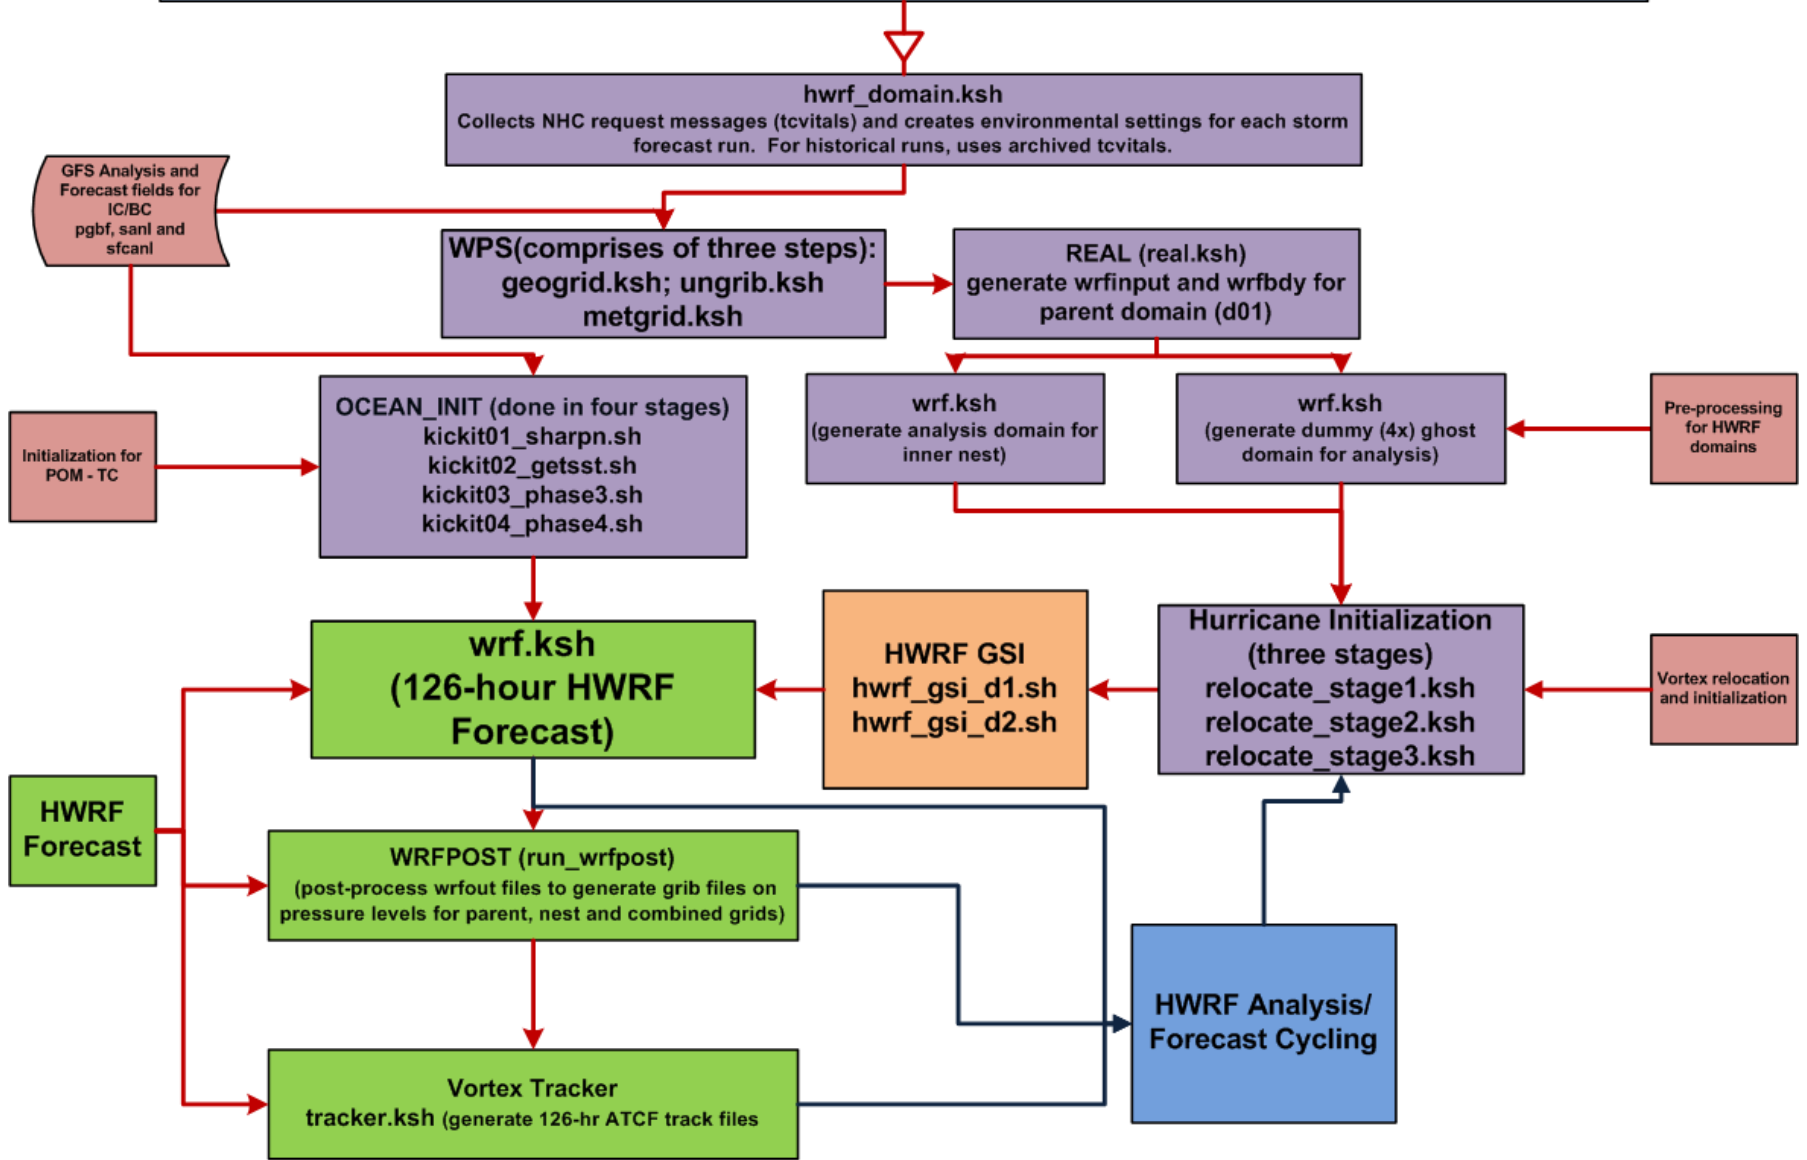 hwrf_domain.ksh
Collects NHC request messages (tcvitals) and creates environmental settings for each storm
forecast run. For historical runs, uses archived tcvitals.
GFS Analysis and
Forecast fields for
IC/BC
pgbf, sanl and
sfcanl
WPS(comprises of three steps):
geogrid.ksh; ungrib.ksh
metgrid.ksh
REAL (real.ksh)
generate wrfinput and wrfbdy for
parent domain (d01)
OCEAN_INIT (done in four stages)
kickit01_sharpn.sh
kickit02_getsst.sh
kickit03_phase3.sh
kickit04_phase4.sh
wrf.ksh
(generate analysis domain for
inner nest)
wrf.ksh
(generate dummy (4x) ghost
domain for analysis)
Pre-processing
for HWRF
domains
Initialization for
POM - TC
wrf.ksh
(126-hour HWRF
Forecast)
HWRF GSI
hwrf_gsi_d1.sh
hwrf_gsi_d2.sh
Hurricane Initialization
(three stages)
relocate_stage1.ksh
relocate_stage2.ksh
relocate_stage3.ksh
Vortex relocation
and initialization
HWRF
Forecast
WRFPOST (run_wrfpost)
(post-process wrfout files to generate grib files on
pressure levels for parent, nest and combined grids)
HWRF Analysis/
Forecast Cycling
Vortex Tracker
tracker.ksh (generate 126-hr ATCF track files